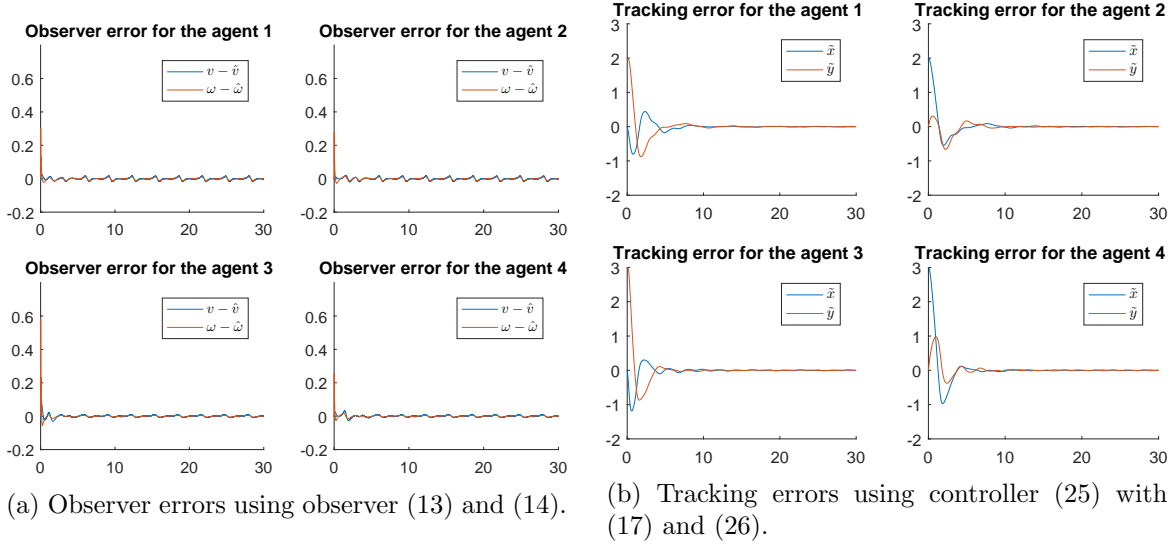 Observer error for the agent 1
0.6
0.4
0.2
0
-0.2
0
10
20
30
v − v̂
ω − ω̂
Observer error for the agent 2
0.6
0.4
0.2
0
-0.2
0
10
20
30
v − v̂
ω − ω̂
Observer error for the agent 3
0.6
0.4
0.2
0
-0.2
0
10
20
30
v − v̂
ω − ω̂
Observer error for the agent 4
0.6
0.4
0.2
0
-0.2
0
10
20
30
v − v̂
ω − ω̂
(a) Observer errors using observer (13) and (14).
Tracking error for the agent 1
3
2
1
0
-1
-2
0
10
20
30
x̃
ỹ
Tracking error for the agent 2
3
2
1
0
-1
-2
0
10
20
30
x̃
ỹ
Tracking error for the agent 3
3
2
1
0
-1
-2
0
10
20
30
x̃
ỹ
Tracking error for the agent 4
3
2
1
0
-1
-2
0
10
20
30
x̃
ỹ
(b) Tracking errors using controller (25) with
(17) and (26).